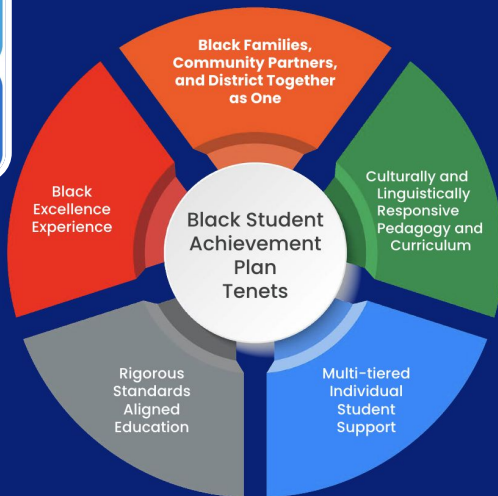 Black Families,
Community Partners,
and District Together
as One
Culturally and
Linguistically
Responsive
Pedagogy and
Curriculum
Multi-tiered
Individual
Student
Support
Rigorous
Standards
Aligned
Education
Black
Excellence
Experience
Black Student
Achievement
Plan
Tenets